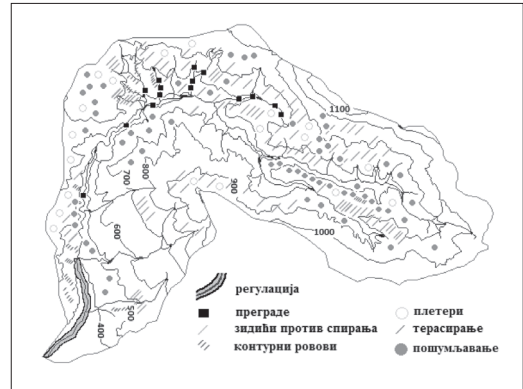 1100
800
700
900
600
1000
500
400
регулација
преграде
плетери
зидићи против спирања
терасирање
контурни ровови
пошумљавање